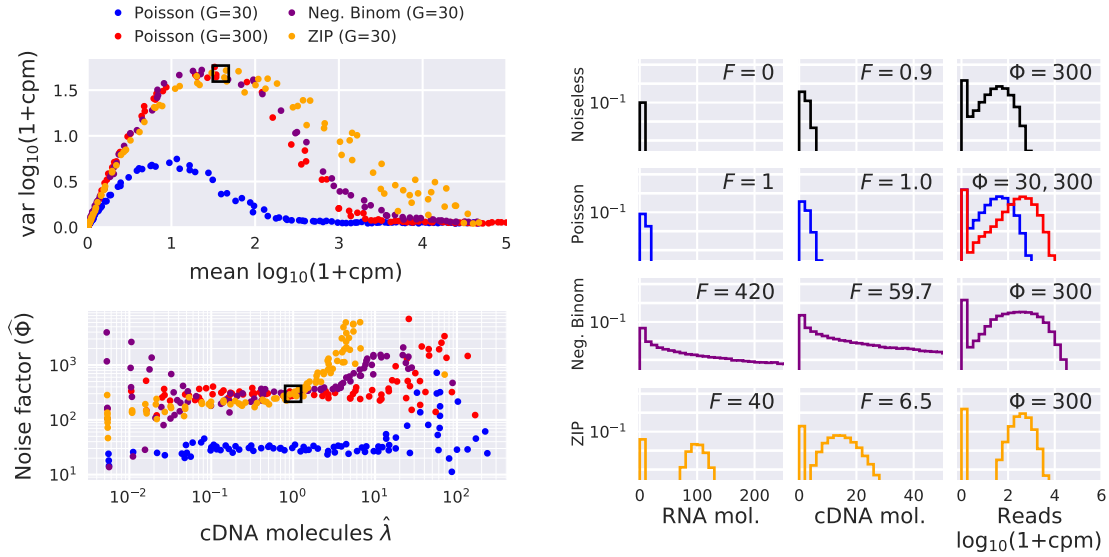 Poisson (G=30) Neg. Binom (G=30)
Poisson (G=300) ZIP (G=30)
var log₁₀(1+cpm)
1.5
1.0
0.5
0.0
0 1 2 3 4 5
mean log₁₀(1+cpm)
Noise factor (Φ̂)
10³
10²
10¹
10⁻² 10⁻¹ 10⁰ 10¹ 10²
cDNA molecules λ̂
Noiseless
10⁻¹
F = 0 F = 0.9 Φ = 300
Poisson
10⁻¹
F = 1 F = 1.0 Φ = 30, 300
Neg. Binom
10⁻¹
F = 420 F = 59.7 Φ = 300
ZIP
10⁻¹
F = 40 F = 6.5 Φ = 300
0 100 200 0 20 40 0 2 4 6
RNA mol. cDNA mol. Reads
log₁₀(1+cpm)